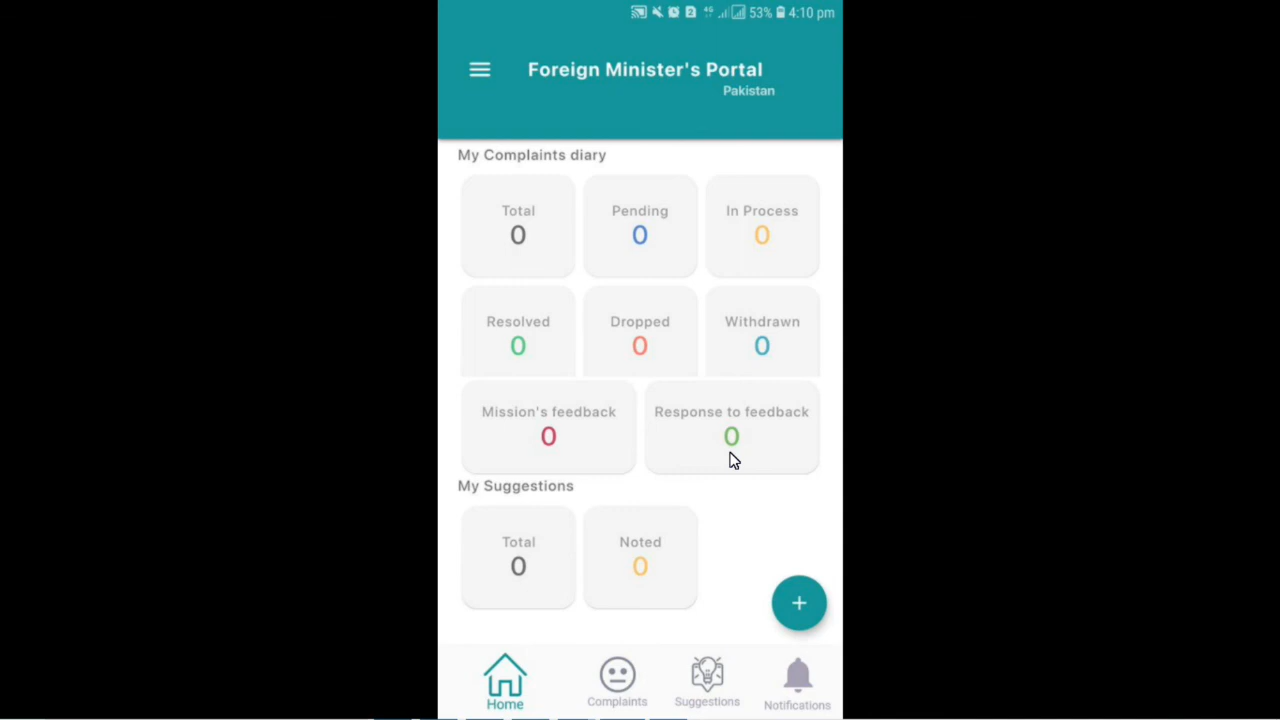 53% 4:10 pm
Foreign Minister's Portal
Pakistan
My Complaints diary
Total Pending In Process
0 0 0
Resolved Dropped Withdrawn
0 0 0
Mission's feedback Response to feedback
0 0
My Suggestions
Total Noted
0 0
+
Home Complaints Suggestions Notifications